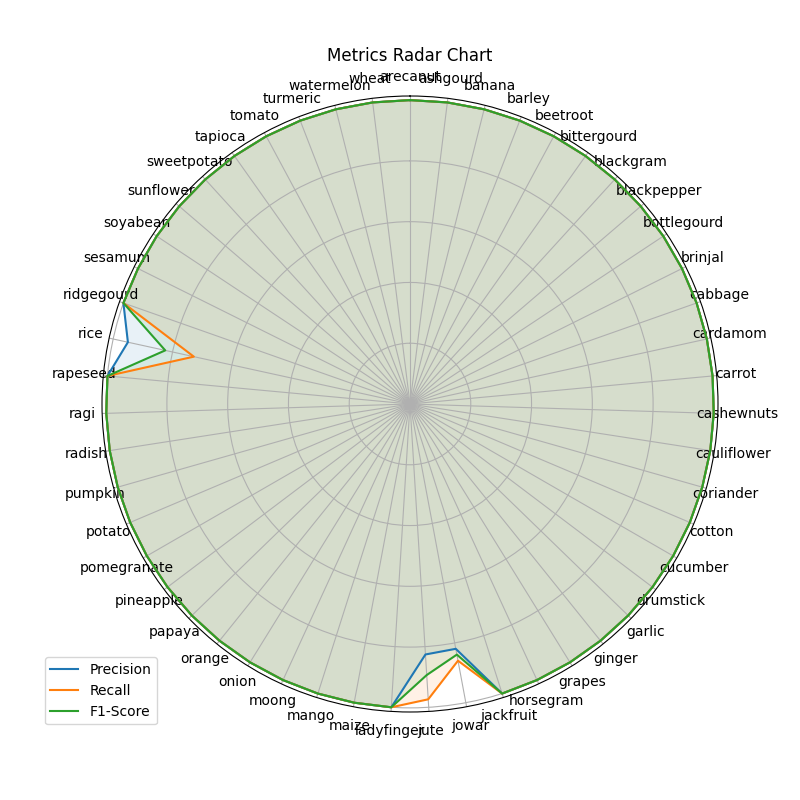 Metrics Radar Chart
arecanut
ashgourd
banana
barley
beetroot
bittergourd
blackgram
blackpepper
bottlegourd
brinjal
cabbage
cardamom
carrot
cashewnuts
cauliflower
coriander
cotton
cucumber
drumstick
garlic
ginger
grapes
horsegram
jackfruit
jowar
jute
ladyfinger
maize
mango
moong
onion
orange
papaya
pineapple
pomegranate
potato
pumpkin
radish
ragi
rapeseed
rice
ridgegourd
sesamum
soyabean
sunflower
sweetpotato
tapioca
tomato
turmeric
watermelon
wheat
Precision
Recall
F1-Score